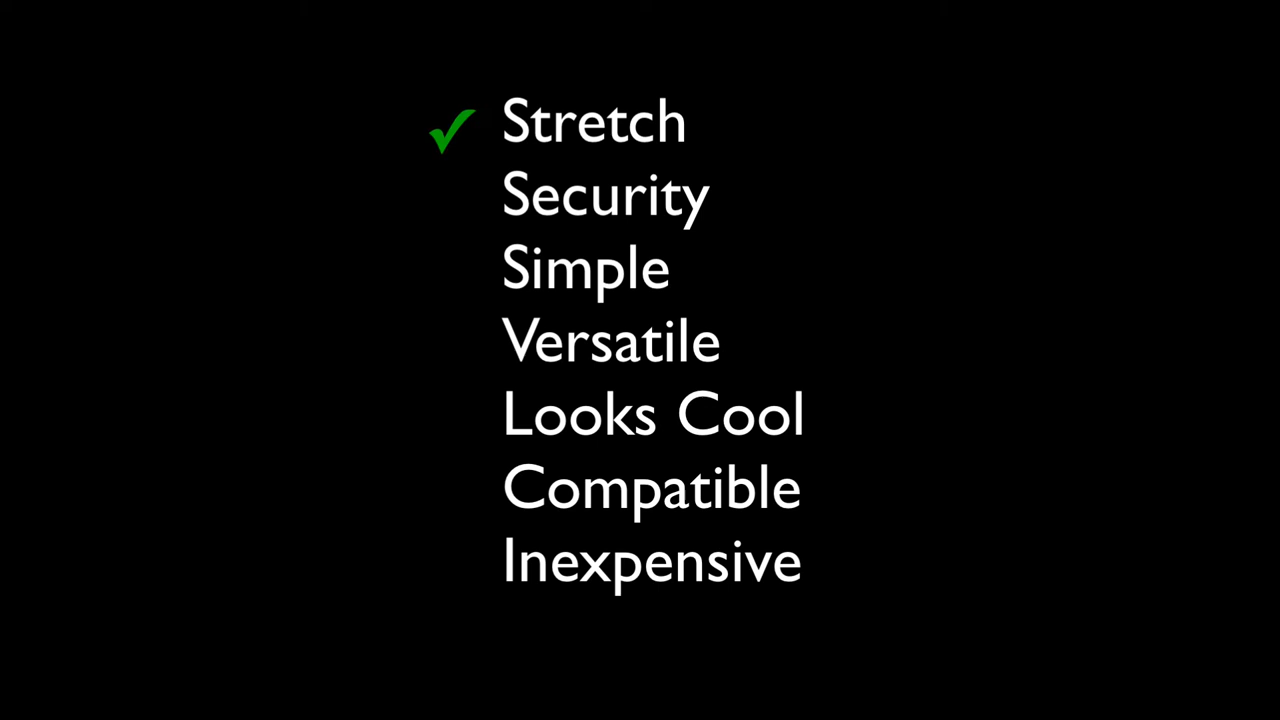 ✓ Stretch
Security
Simple
Versatile
Looks Cool
Compatible
Inexpensive